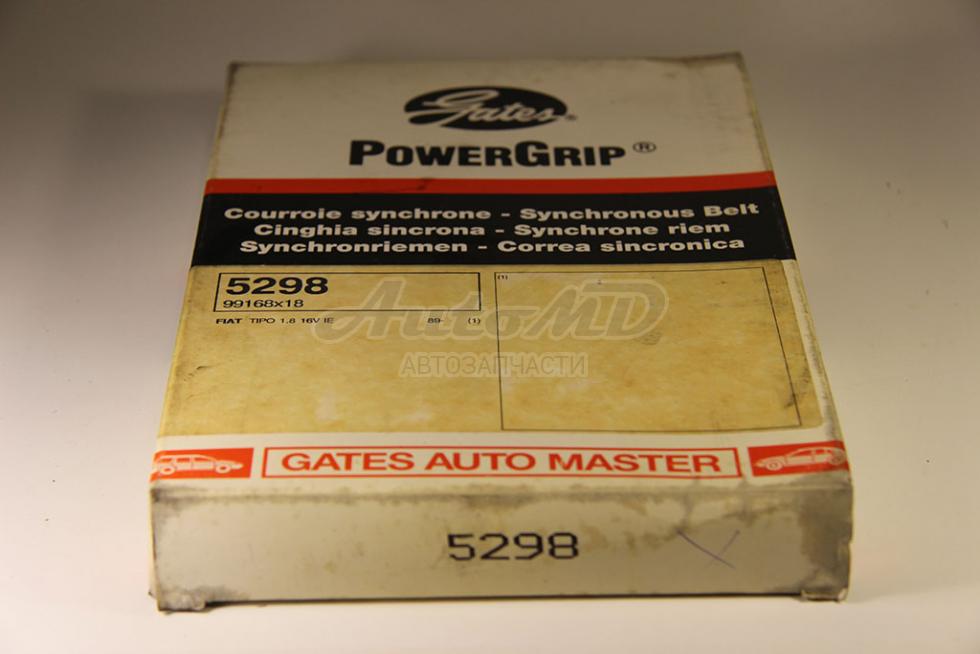 Gates®
POWERGRIP®
Courroie synchrone - Synchronous Belt
Cinghia sincrona - Synchrone riem
Synchronriemen - Correa sincronica
5298
99168x18
FIAT TIPO 1.8 16V IE 89- (1)
(1)
AutoMD
АВТОЗАПЧАСТИ
GATES AUTO MASTER
5298